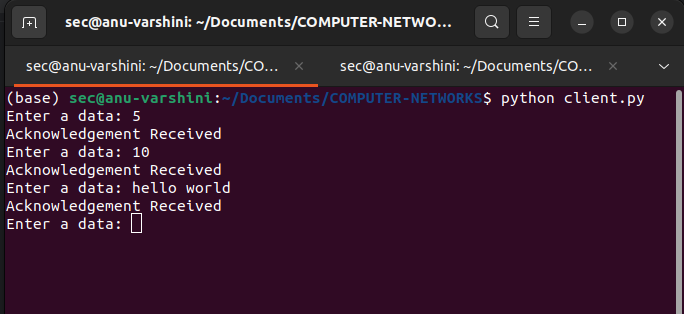 sec@anu-varshini: ~/Documents/COMPUTER-NETWO...
sec@anu-varshini: ~/Documents/CO... × sec@anu-varshini: ~/Documents/CO... ×
(base) sec@anu-varshini:~/Documents/COMPUTER-NETWORKS$ python client.py
Enter a data: 5
Acknowledgement Received
Enter a data: 10
Acknowledgement Received
Enter a data: hello world
Acknowledgement Received
Enter a data: